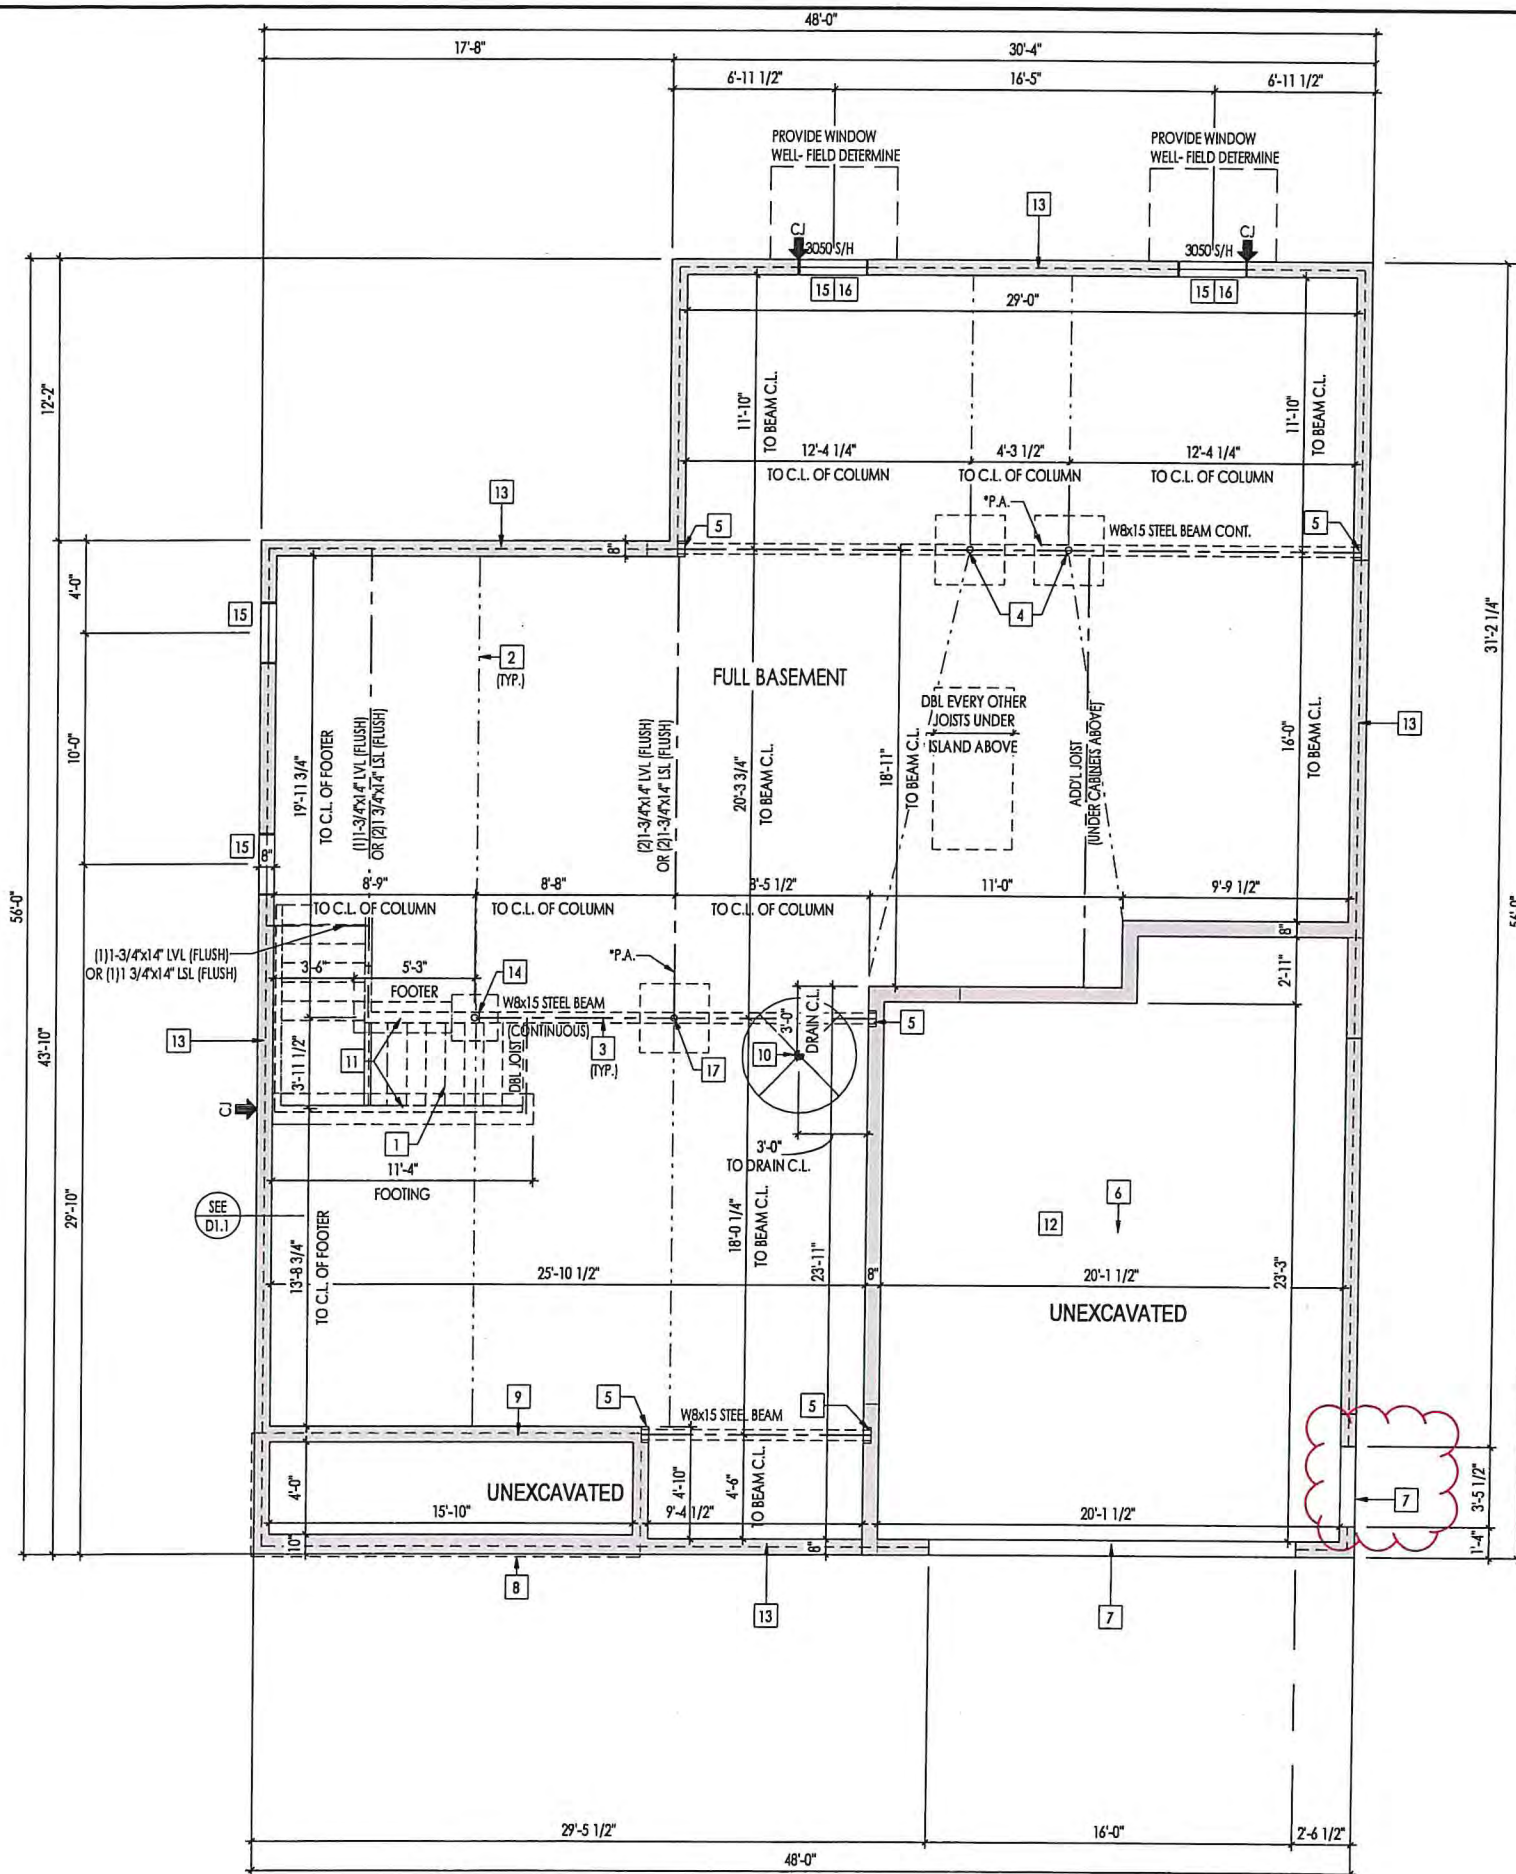 48'-0"
17'-8"
30'-4"
6'-11 1/2"
16'-5"
6'-11 1/2"
PROVIDE WINDOW
WELL- FIELD DETERMINE
PROVIDE WINDOW
WELL- FIELD DETERMINE
13
CJ
3050 S/H
3050 S/H
CJ
15 16
15 16
29'-0"
12'-2"
11'-10"
TO BEAM C.L.
11'-10"
TO BEAM C.L.
12'-4 1/4"
4'-3 1/2"
12'-4 1/4"
TO C.L. OF COLUMN
TO C.L. OF COLUMN
TO C.L. OF COLUMN
13
*P.A.
5
W8x15 STEEL BEAM CONT.
5
8"
4'-0"
15
4
31'-2 1/4"
2
(TYP.)
FULL BASEMENT
DBL EVERY OTHER
JOISTS UNDER
ISLAND ABOVE
13
19'-11 3/4"
TO C.L. OF FOOTER
(1)1-3/4"x14" LVL (FLUSH)
OR (2)1 3/4"x14" LSL (FLUSH)
(2)1-3/4"x14" LVL (FLUSH)
OR (2)1-3/4"x14" LSL (FLUSH)
20'-3 3/4"
TO BEAM C.L.
18'-11"
TO BEAM C.L.
ADD'L JOIST
(UNDER CABINETS ABOVE)
16'-0"
TO BEAM C.L.
10'-0"
15
8"
8'-9"
8'-8"
8'-5 1/2"
11'-0"
9'-9 1/2"
TO C.L. OF COLUMN
TO C.L. OF COLUMN
TO C.L. OF COLUMN
56'-0"
56'-0"
8"
(1)1-3/4"x14" LVL (FLUSH)
OR (1)1 3/4"x14" LSL (FLUSH)
3'-6"
5'-3"
FOOTER
14
*P.A.
2'-11"
W8x15 STEEL BEAM
(CONTINUOUS)
3
(TYP.)
DBL JOIST
17
3'-0"
DRAIN C.L.
10
5
43'-10"
13
11
3'-11 1/2"
CJ
1
11'-4"
FOOTING
3'-0"
TO DRAIN C.L.
SEE
D1.1
6
12
29'-10"
13'-8 3/4"
TO C.L. OF FOOTER
18'-0 1/4"
TO BEAM C.L.
23'-11"
25'-10 1/2"
8"
20'-1 1/2"
23'-3"
UNEXCAVATED
9
5
W8x15 STEEL BEAM
5
4'-0"
UNEXCAVATED
4'-10"
4'-6"
TO BEAM C.L.
7
3'-5 1/2"
15'-10"
9'-4 1/2"
20'-1 1/2"
10"
8"
1'-4"
8
13
7
29'-5 1/2"
16'-0"
2'-6 1/2"
48'-0"